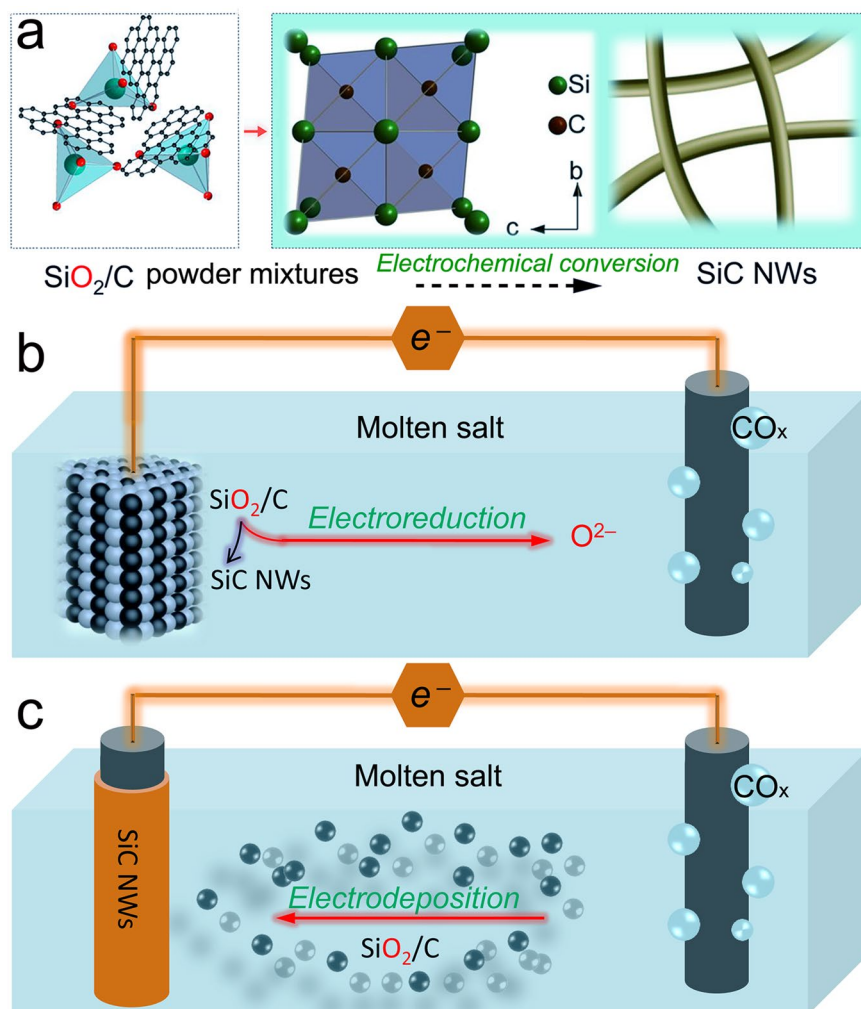 a
Si
C
b
c
SiO₂/C powder mixtures
Electrochemical conversion
SiC NWs
b
e⁻
Molten salt
COₓ
SiO₂/C
Electroreduction
O²⁻
SiC NWs
c
e⁻
Molten salt
COₓ
SiC NWs
Electrodeposition
SiO₂/C